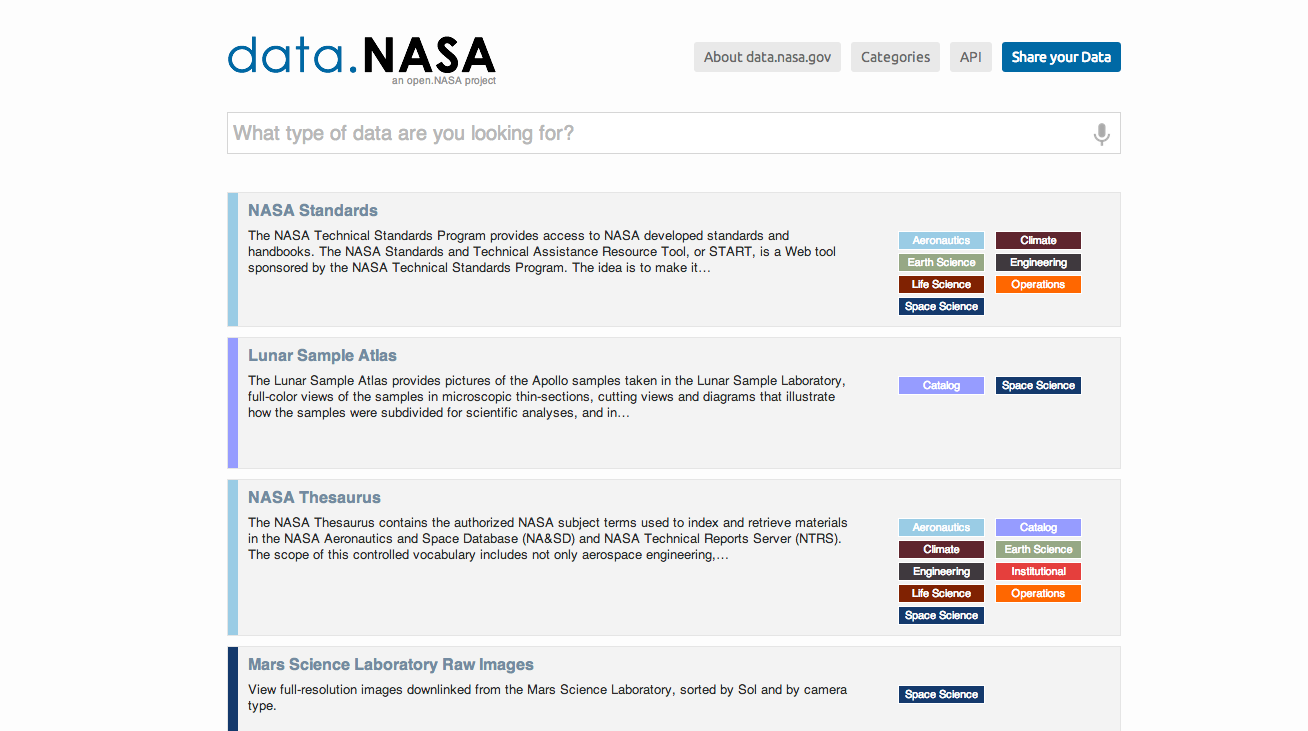 data.NASA
an open.NASA project
About data.nasa.gov
Categories
API
Share your Data
What type of data are you looking for?
NASA Standards
The NASA Technical Standards Program provides access to NASA developed standards and
handbooks. The NASA Standards and Technical Assistance Resource Tool, or START, is a Web tool
sponsored by the NASA Technical Standards Program. The idea is to make it…
Aeronautics
Climate
Earth Science
Engineering
Life Science
Operations
Space Science
Lunar Sample Atlas
The Lunar Sample Atlas provides pictures of the Apollo samples taken in the Lunar Sample Laboratory,
full-color views of the samples in microscopic thin-sections, cutting views and diagrams that illustrate
how the samples were subdivided for scientific analyses, and in…
Catalog
Space Science
NASA Thesaurus
The NASA Thesaurus contains the authorized NASA subject terms used to index and retrieve materials
in the NASA Aeronautics and Space Database (NA&SD) and NASA Technical Reports Server (NTRS).
The scope of this controlled vocabulary includes not only aerospace engineering,…
Aeronautics
Catalog
Climate
Earth Science
Engineering
Institutional
Life Science
Operations
Space Science
Mars Science Laboratory Raw Images
View full-resolution images downlinked from the Mars Science Laboratory, sorted by Sol and by camera
type.
Space Science